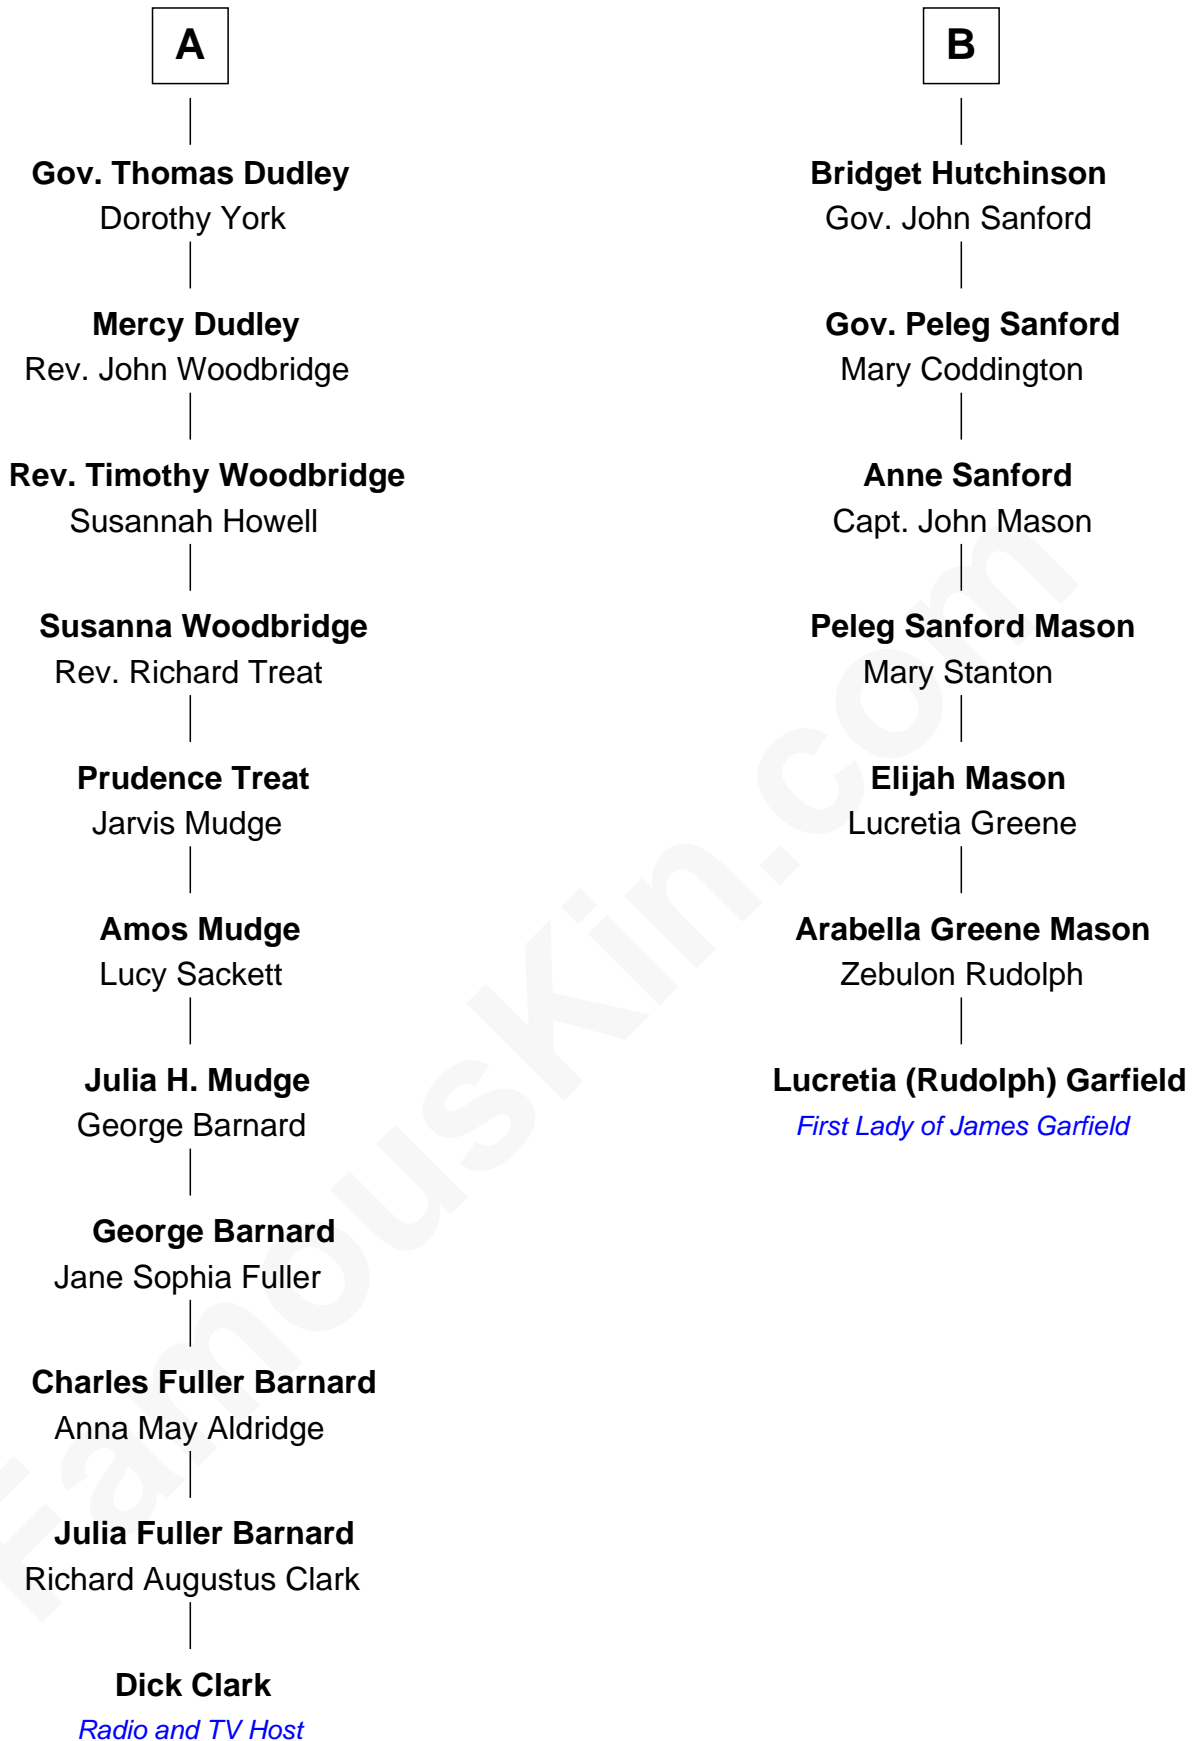 A
Gov. Thomas Dudley
Dorothy York
Mercy Dudley
Rev. John Woodbridge
Rev. Timothy Woodbridge
Susannah Howell
Susanna Woodbridge
Rev. Richard Treat
Prudence Treat
Jarvis Mudge
Amos Mudge
Lucy Sackett
Julia H. Mudge
George Barnard
George Barnard
Jane Sophia Fuller
Charles Fuller Barnard
Anna May Aldridge
Julia Fuller Barnard
Richard Augustus Clark
Dick Clark
Radio and TV Host
B
Bridget Hutchinson
Gov. John Sanford
Gov. Peleg Sanford
Mary Coddington
Anne Sanford
Capt. John Mason
Peleg Sanford Mason
Mary Stanton
Elijah Mason
Lucretia Greene
Arabella Greene Mason
Zebulon Rudolph
Lucretia (Rudolph) Garfield
First Lady of James Garfield
FamousKin.com